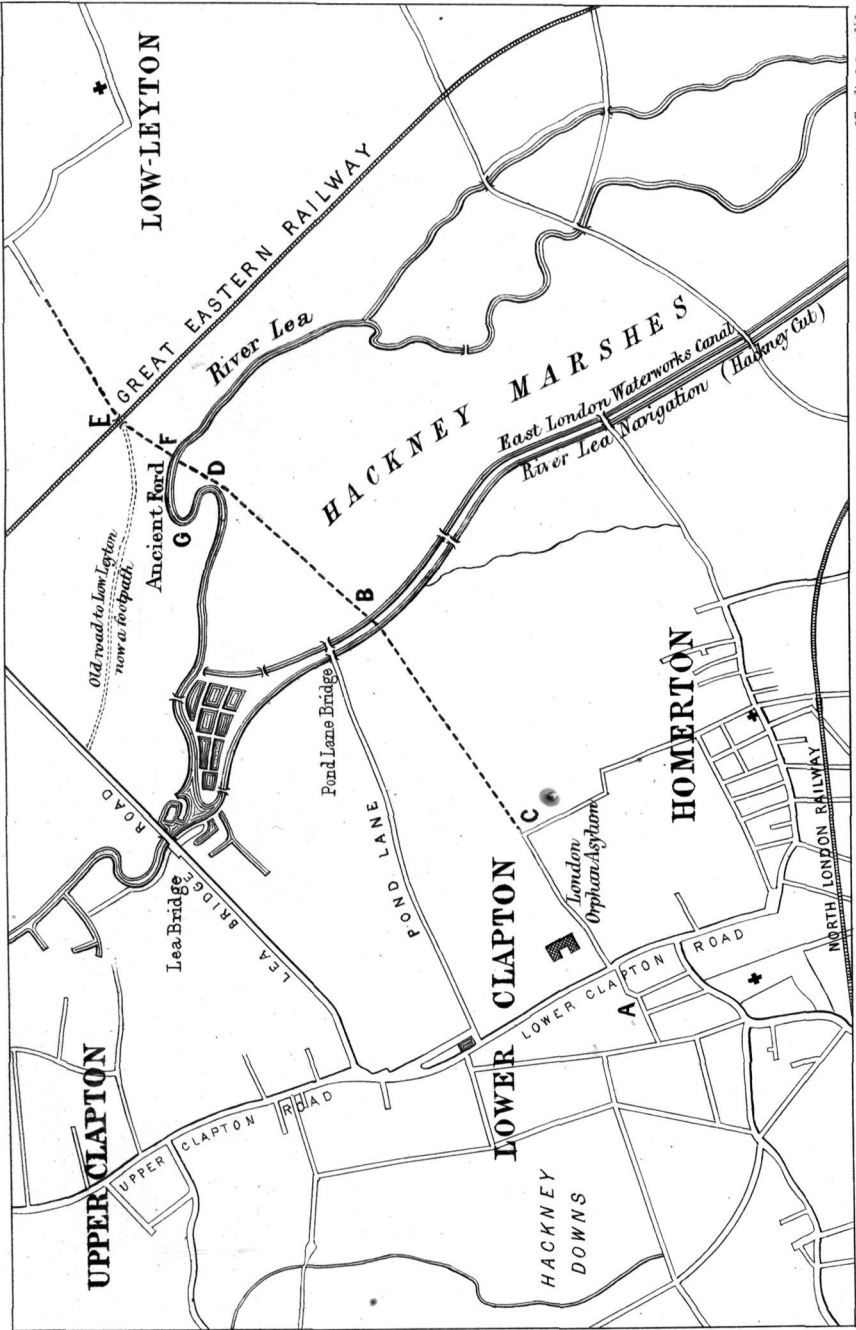 UPPER CLAPTON
LOWER CLAPTON
HOMERTON
LOW-LEYTON
HACKNEY
DOWNS
UPPER CLAPTON ROAD
LOWER CLAPTON ROAD
LEA BRIDGE ROAD
Lea Bridge
POND LANE
Pond Lane Bridge
London
Orphan Asylum
NORTH LONDON RAILWAY
GREAT EASTERN RAILWAY
Old road to Low Leyton
now a footpath
Ancient Ford
River Lea
HACKNEY MARSHES
East London Waterworks Canal
River Lea Navigation (Hackney Cut)
A
B
C
D
E
F
G